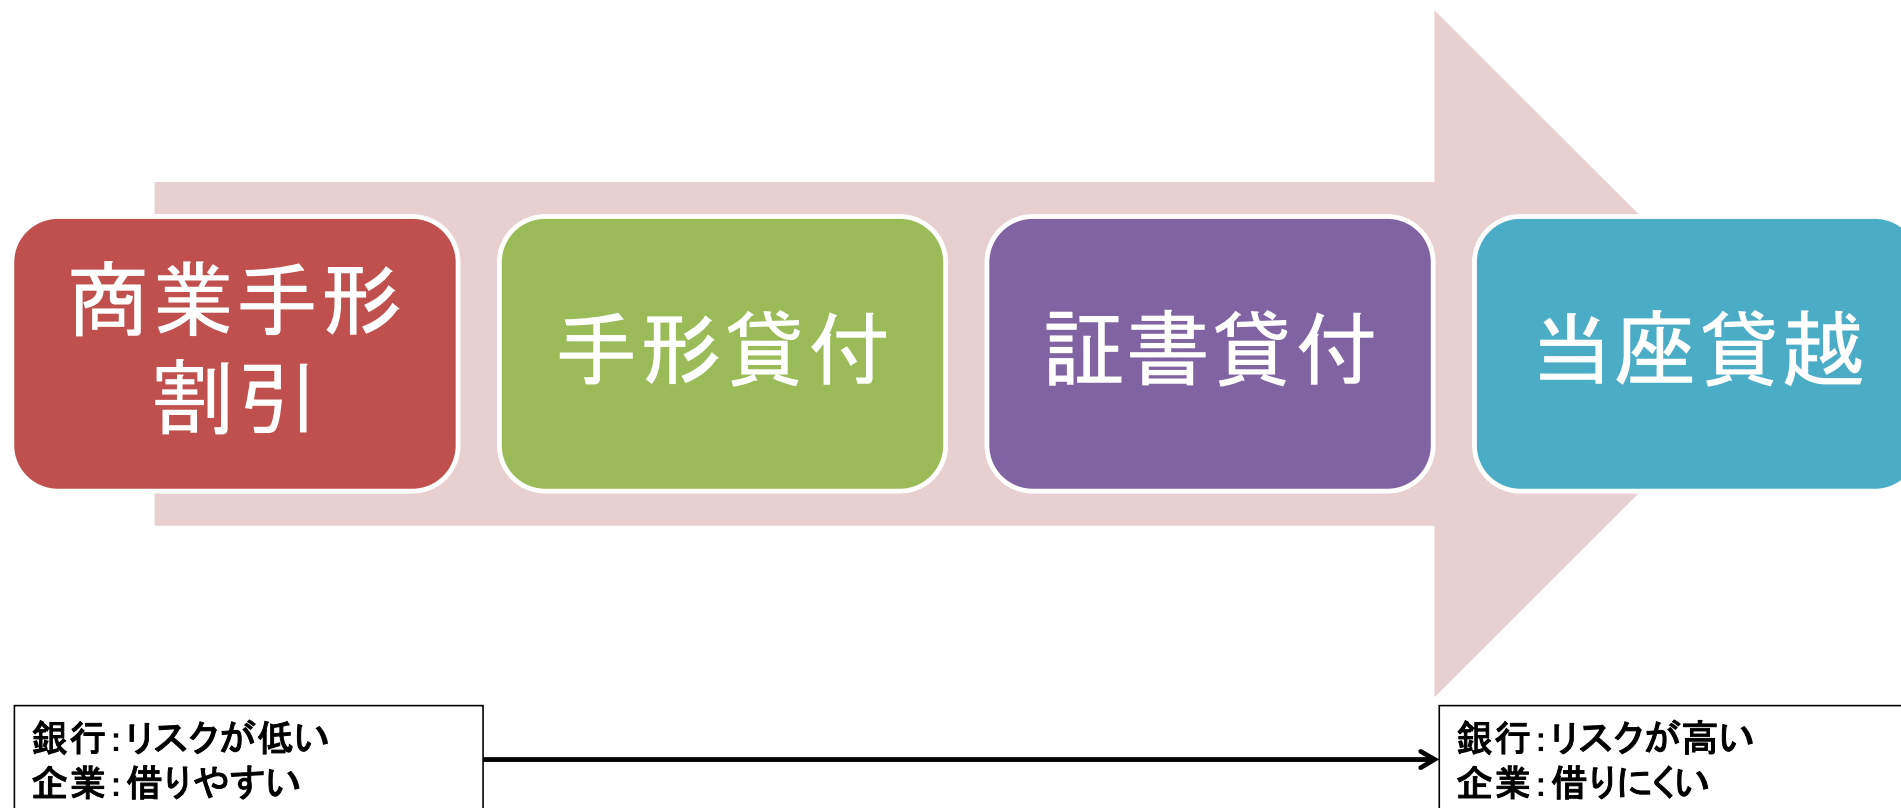 商業手形
割引
手形貸付
証書貸付
当座貸越
銀行：リスクが低い
企業：借りやすい
銀行：リスクが高い
企業：借りにくい